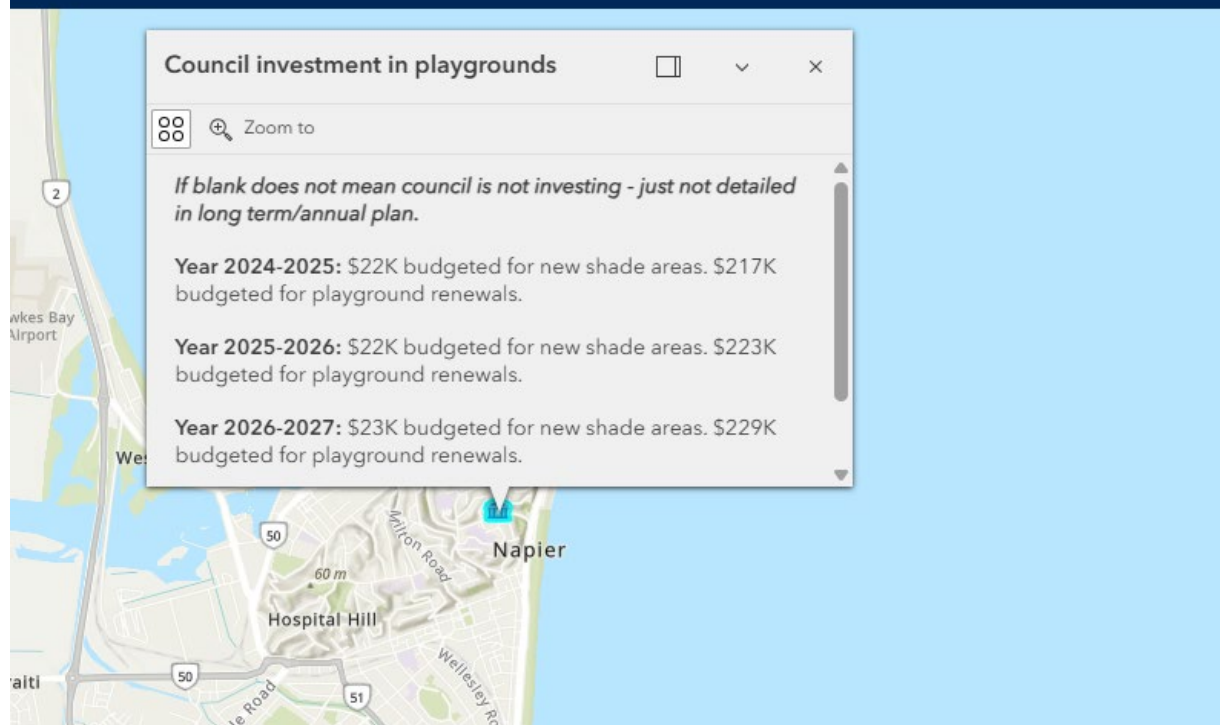 Council investment in playgrounds
Zoom to
If blank does not mean council is not investing - just not detailed
in long term/annual plan.
Year 2024-2025: $22K budgeted for new shade areas. $217K
budgeted for playground renewals.
Year 2025-2026: $22K budgeted for new shade areas. $223K
budgeted for playground renewals.
Year 2026-2027: $23K budgeted for new shade areas. $229K
budgeted for playground renewals.
2
wkes Bay
Airport
Wes
50
Milton Road
Napier
60 m
Hospital Hill
Wellesley Ro
aiti
50
51
le Road